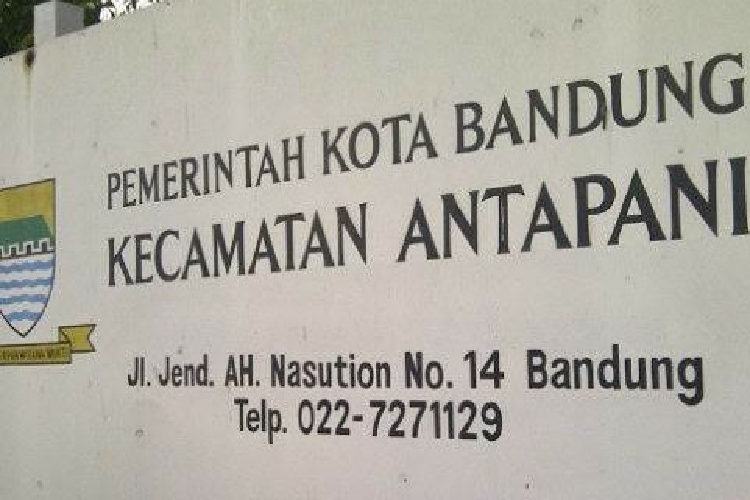 PEMERINTAH KOTA BANDUNG
KECAMATAN ANTAPANI
Jl. Jend. AH. Nasution No. 14 Bandung
Telp. 022-7271129